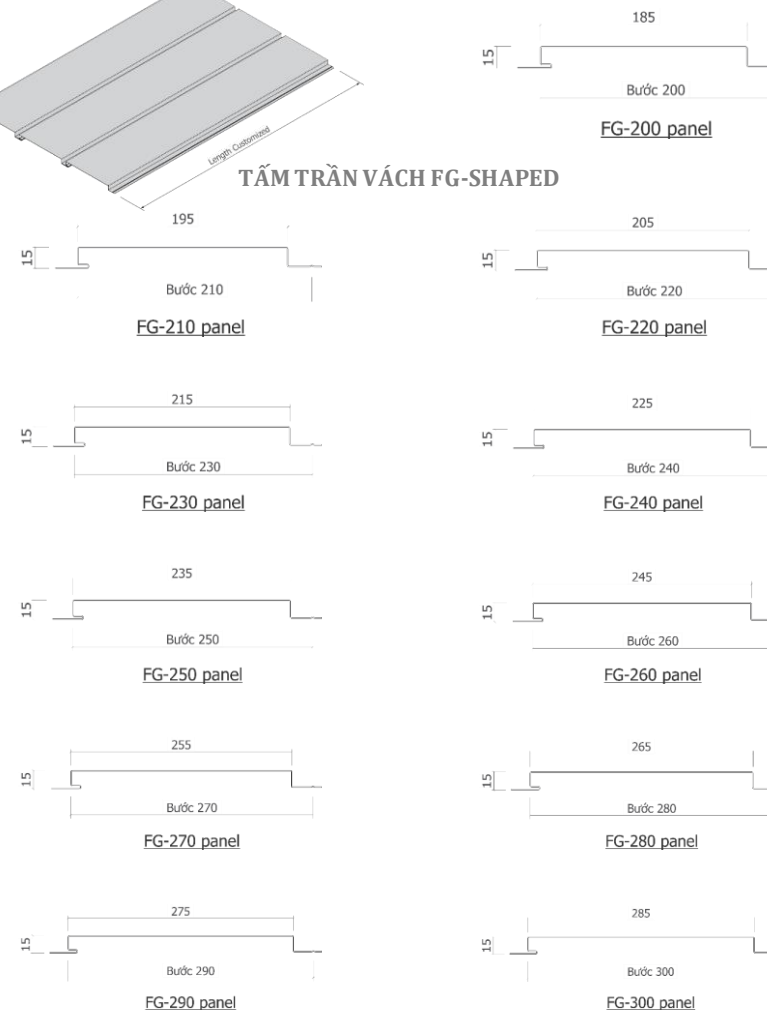 185
15
Bước 200
FG-200 panel
Length Customized
TẤM TRẦN VÁCH FG-SHAPED
195
15
Bước 210
FG-210 panel
205
15
Bước 220
FG-220 panel
215
15
Bước 230
FG-230 panel
225
15
Bước 240
FG-240 panel
235
15
Bước 250
FG-250 panel
245
15
Bước 260
FG-260 panel
255
15
Bước 270
FG-270 panel
265
15
Bước 280
FG-280 panel
275
15
Bước 290
FG-290 panel
285
15
Bước 300
FG-300 panel